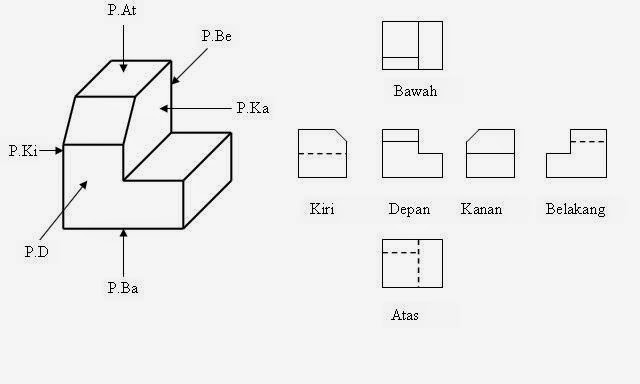 P.At
P.Be
P.Ka
P.Ki
P.D
P.Ba
Bawah
Kiri
Depan
Kanan
Belakang
Atas